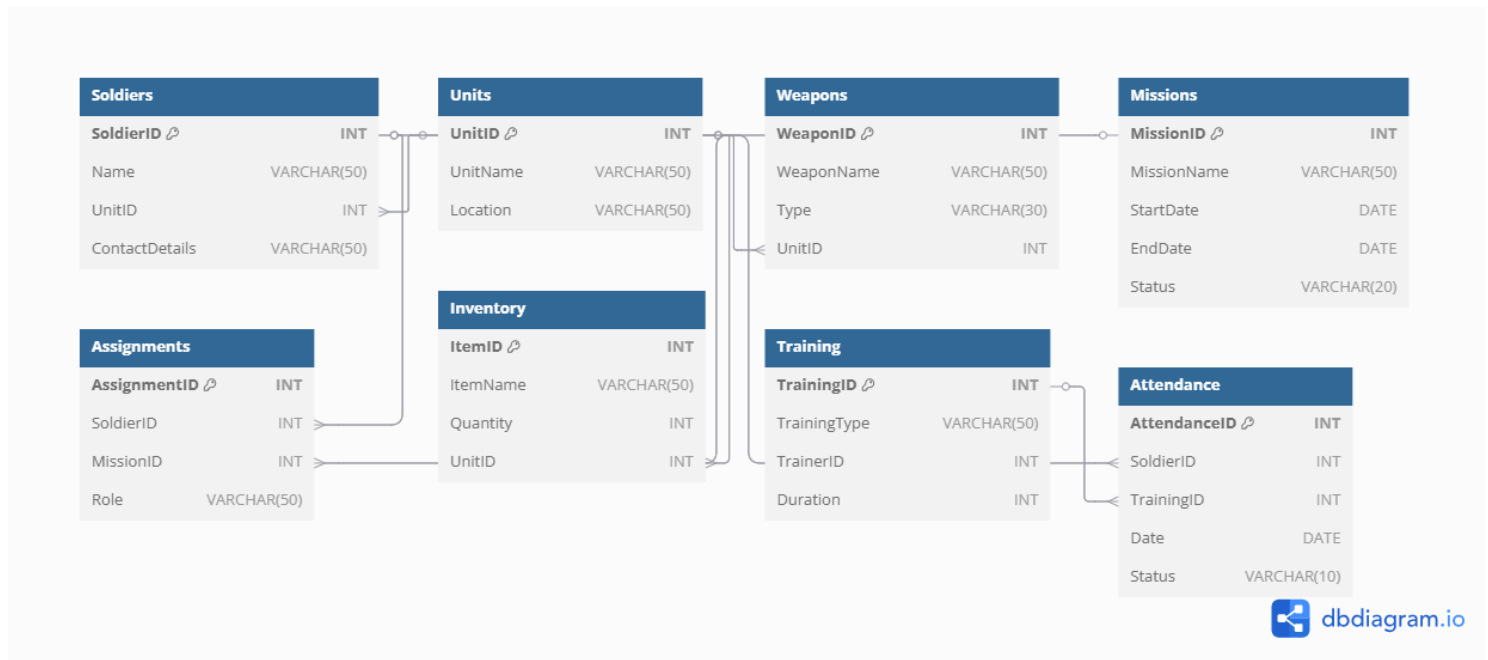 Soldiers
SoldierID INT
Name VARCHAR(50)
UnitID INT
ContactDetails VARCHAR(50)
Units
UnitID INT
UnitName VARCHAR(50)
Location VARCHAR(50)
Weapons
WeaponID INT
WeaponName VARCHAR(50)
Type VARCHAR(30)
UnitID INT
Missions
MissionID INT
MissionName VARCHAR(50)
StartDate DATE
EndDate DATE
Status VARCHAR(20)
Assignments
AssignmentID INT
SoldierID INT
MissionID INT
Role VARCHAR(50)
Inventory
ItemID INT
ItemName VARCHAR(50)
Quantity INT
UnitID INT
Training
TrainingID INT
TrainingType VARCHAR(50)
TrainerID INT
Duration INT
Attendance
AttendanceID INT
SoldierID INT
TrainingID INT
Date DATE
Status VARCHAR(10)
dbdiagram.io